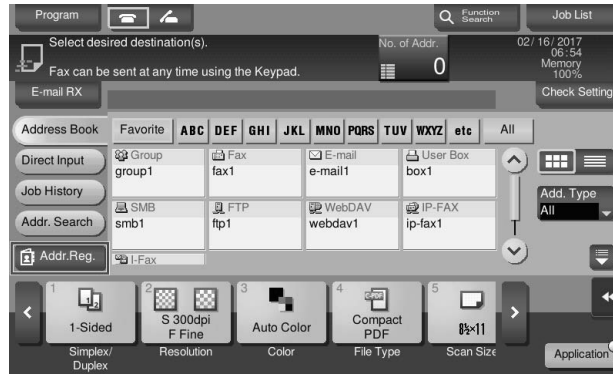 Program
Function Search
Job List
Select desired destination(s).
Fax can be sent at any time using the Keypad.
No. of Addr.
0
02/16/2017
06:54
Memory
100%
E-mail RX
Check Setting
Address Book
Favorite ABC DEF GHI JKL MNO PQRS TUV WXYZ etc All
Direct Input
Job History
Addr. Search
Addr.Reg.
Group Fax E-mail User Box
group1 fax1 e-mail1 box1
SMB FTP WebDAV IP-FAX
smb1 ftp1 webdav1 ip-fax1
I-Fax
Add. Type
All
1 2 3 4 5
1-Sided
S 300dpi
F Fine
Auto Color
Compact
PDF
8½×11
Simplex/
Duplex
Resolution
Color
File Type
Scan Size
Application